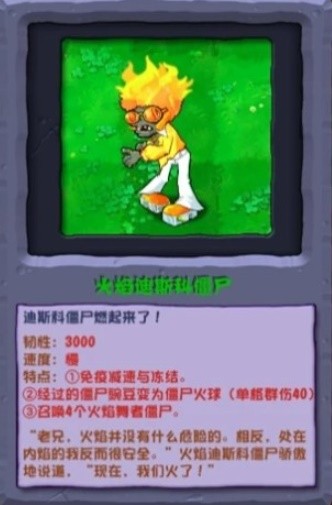 火焰迪斯科僵尸
迪斯科僵尸燃起来了！
韧性：3000
速度：慢
特点：①免疫减速与冻结。
②经过的僵尸豌豆变为僵尸火球（单格群伤40）
③召唤4个火焰舞者僵尸。
“老兄，火焰并没有什么危险的。相反，处在
内焰的我反而很安全。”火焰迪斯科僵尸骄傲
地说道，“现在，我们火了！”